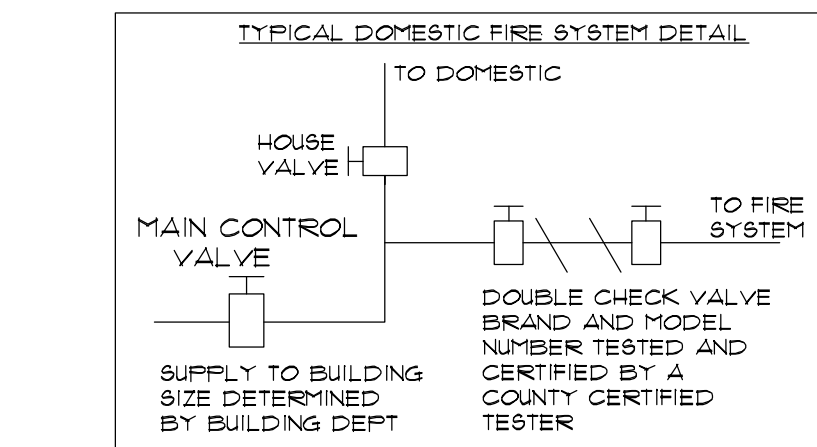 TYPICAL DOMESTIC FIRE SYSTEM DETAIL
TO DOMESTIC
HOUSE
VALVE
MAIN CONTROL
VALVE
TO FIRE
SYSTEM
DOUBLE CHECK VALVE
BRAND AND MODEL
NUMBER TESTED AND
CERTIFIED BY A
COUNTY CERTIFIED
TESTER
SUPPLY TO BUILDING
SIZE DETERMINED
BY BUILDING DEPT